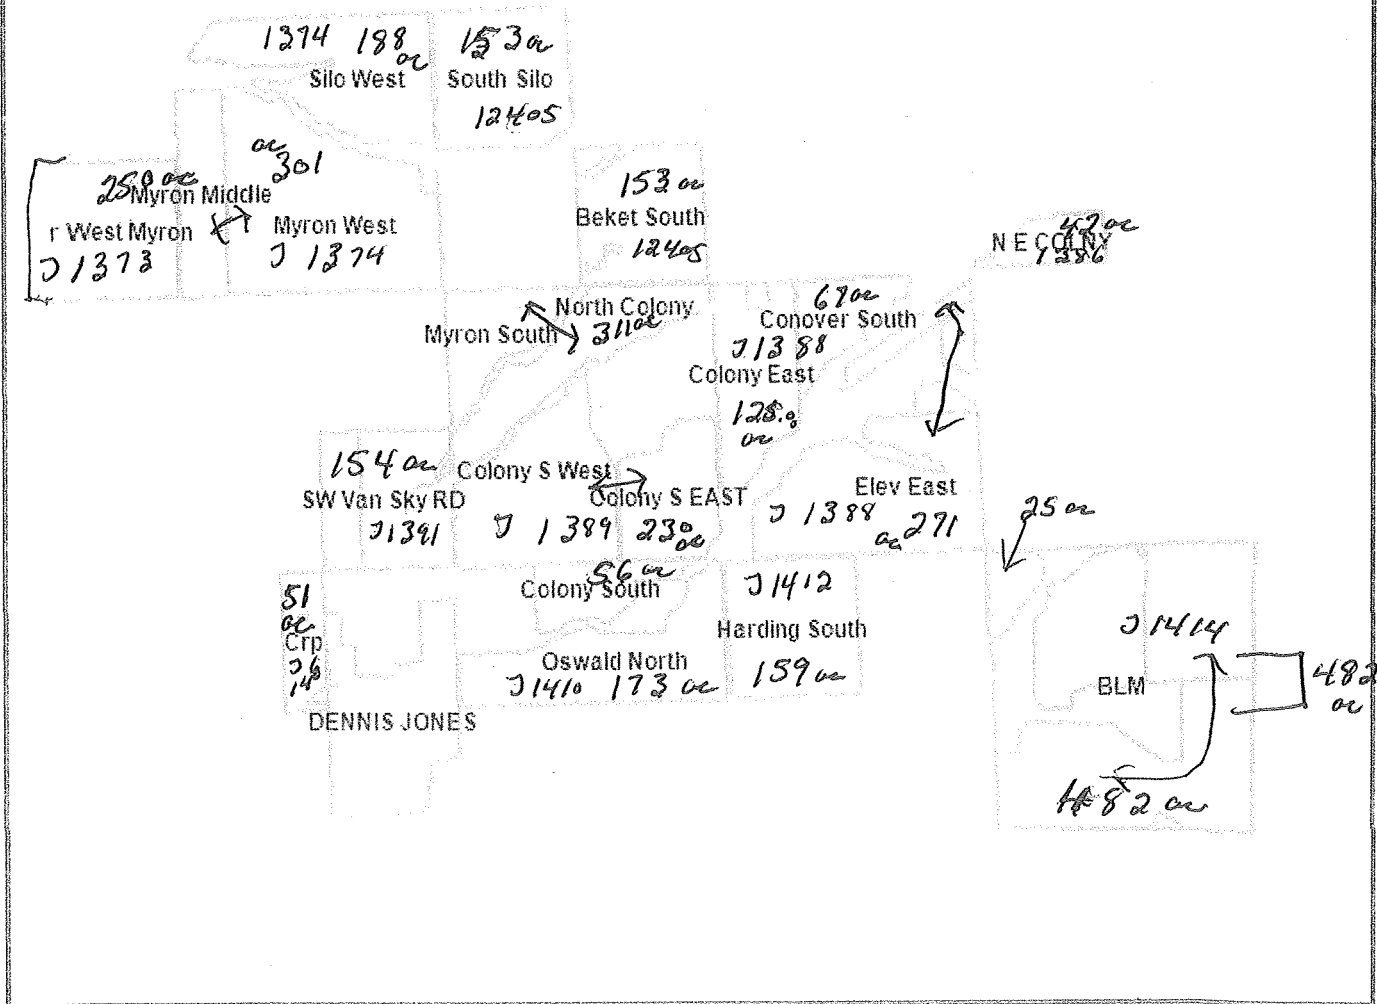 1374 188 ac
153 ac
Silo West
South Silo
12405
ac
301
250 ac
Myron Middle
r West Myron
Myron West
J 1373
J 1374
153 ac
Beket South
12405
42 ac
N E COLNY
1386
North Colony
Myron South
311 ac
67 ac
Conover South
J 1388
Colony East
128.0
ac
154 ac
Colony S West
SW Van Sky RD
Colony S EAST
J1391
J 1389 230 ac
Elev East
J 1388
ac 271
25 ac
51
ac
Crp
56 ac
Colony South
J 1412
Harding South
159 ac
Oswald North
J1410 173 ac
DENNIS JONES
J 1414
BLM
482
ac
482 ac